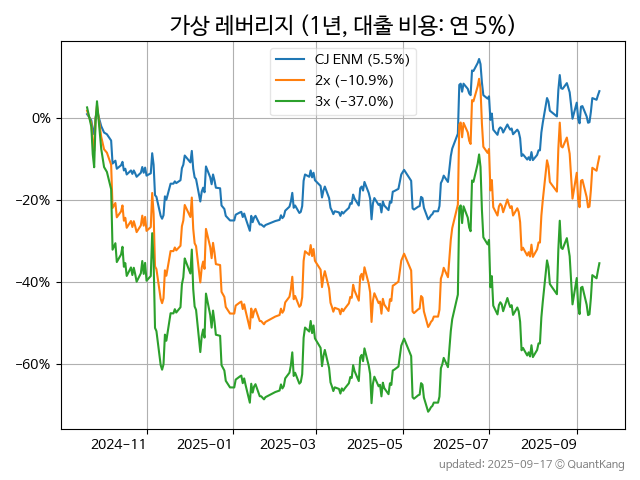 가상 레버리지 (1년, 대출 비용: 연 5%)
CJ ENM (5.5%)
2x (−10.9%)
3x (−37.0%)
0%
−20%
−40%
−60%
2024−11 2025−01 2025−03 2025−05 2025−07 2025−09
updated: 2025-09-17 © QuantKang